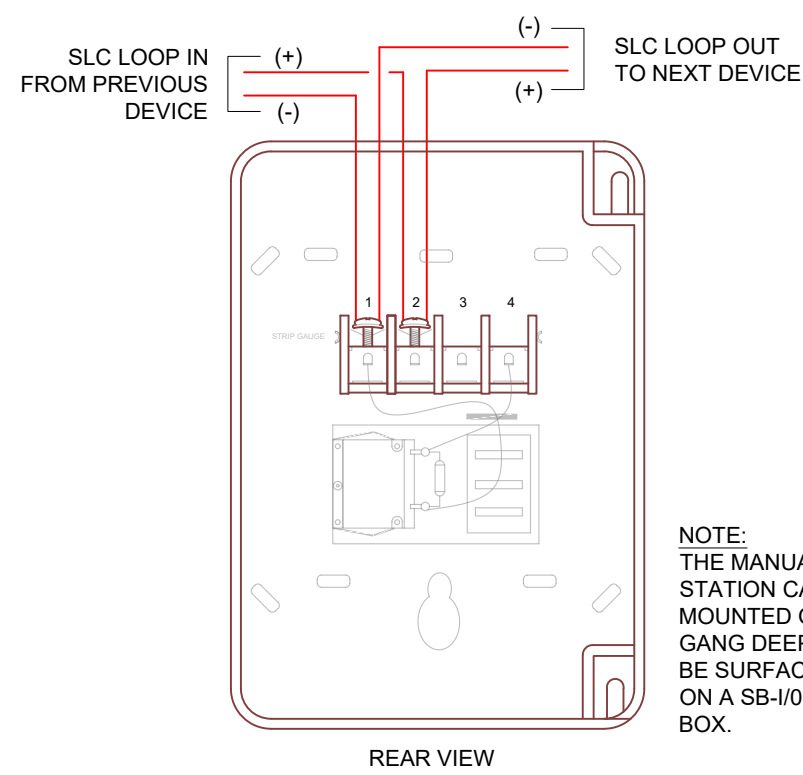 SLC LOOP IN
FROM PREVIOUS
DEVICE
(+)
(-)
(-)
(+)
SLC LOOP OUT
TO NEXT DEVICE
1 2 3 4
STRIP GAUGE
NOTE:
THE MANUA
STATION CA
MOUNTED O
GANG DEEP
BE SURFAC
ON A SB-I/0
BOX.
REAR VIEW